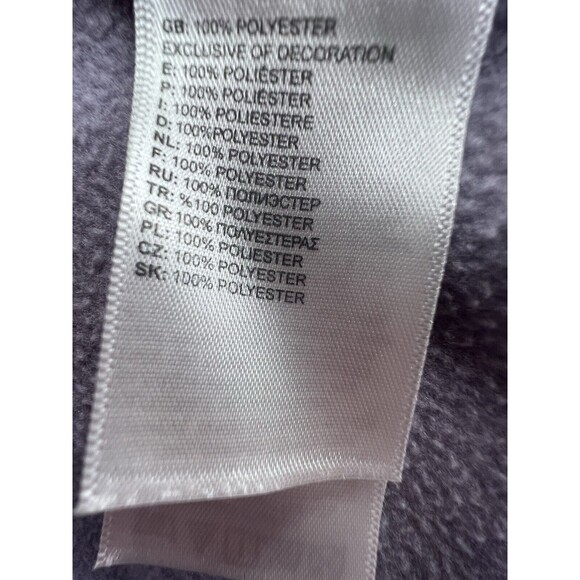 GB: 100% POLYESTER
EXCLUSIVE OF DECORATION
E: 100% POLIÉSTER
P: 100% POLIÉSTER
I: 100% POLIESTERE
D: 100%POLYESTER
NL: 100% POLYESTER
F: 100% POLYESTER
RU: 100% ПОЛИЭСТЕР
TR: %100 POLYESTER
GR: 100% ΠΟΛΥΕΣΤΕΡΑΣ
PL: 100% POLIESTER
CZ: 100% POLYESTER
SK: 100% POLYESTER